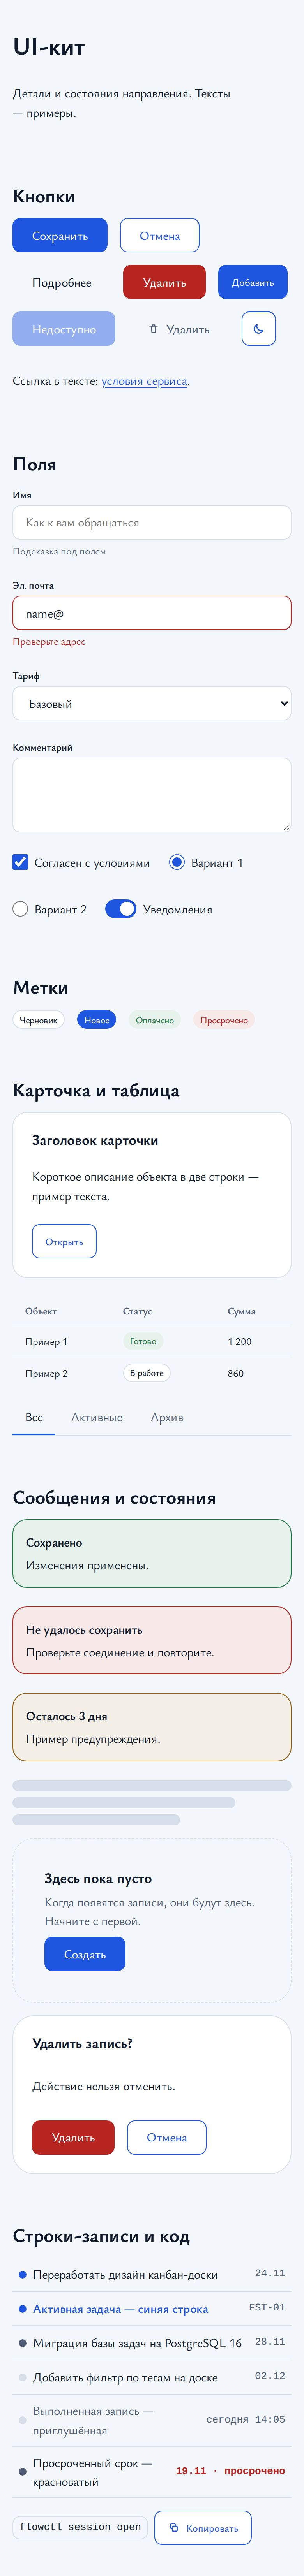 UI-кит
Детали и состояния направления. Тексты
— примеры.
Кнопки
Сохранить
Отмена
Подробнее
Удалить
Добавить
Недоступно
Удалить
Ссылка в тексте: условия сервиса.
Поля
Имя
Как к вам обращаться
Подсказка под полем
Эл. почта
name@
Проверьте адрес
Тариф
Базовый
Комментарий
Согласен с условиями
Вариант 1
Вариант 2
Уведомления
Метки
Черновик
Новое
Оплачено
Просрочено
Карточка и таблица
Заголовок карточки
Короткое описание объекта в две строки —
пример текста.
Открыть
Объект Статус Сумма
Пример 1 Готово 1 200
Пример 2 В работе 860
Все Активные Архив
Сообщения и состояния
Сохранено
Изменения применены.
Не удалось сохранить
Проверьте соединение и повторите.
Осталось 3 дня
Пример предупреждения.
Здесь пока пусто
Когда появятся записи, они будут здесь.
Начните с первой.
Создать
Удалить запись?
Действие нельзя отменить.
Удалить
Отмена
Строки-записи и код
Переработать дизайн канбан-доски 24.11
Активная задача — синяя строка FST-01
Миграция базы задач на PostgreSQL 16 28.11
Добавить фильтр по тегам на доске 02.12
Выполненная запись —
приглушённая
сегодня 14:05
Просроченный срок —
красноватый
19.11 · просрочено
flowctl session open
Копировать